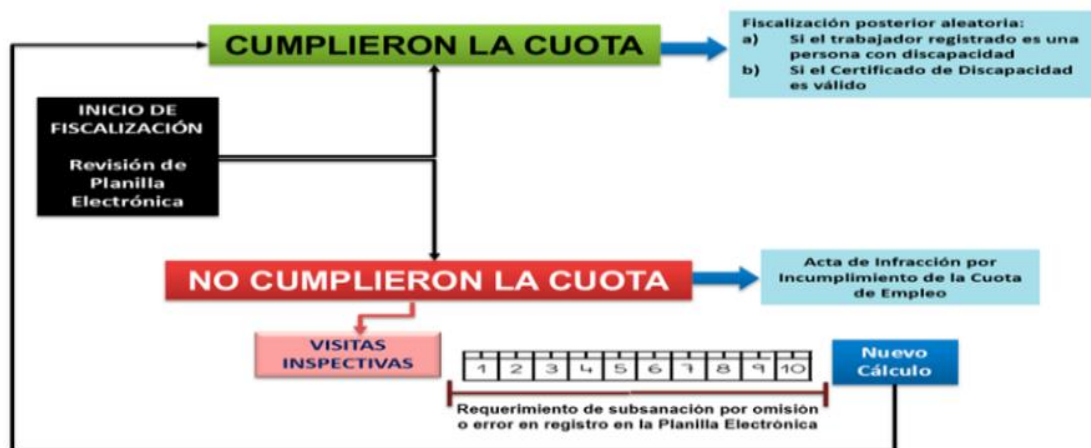 CUMPLIERON LA CUOTA
Fiscalización posterior aleatoria:
a) Si el trabajador registrado es una
persona con discapacidad
b) Si el Certificado de Discapacidad
es válido
INICIO DE
FISCALIZACIÓN
Revisión de
Planilla
Electrónica
NO CUMPLIERON LA CUOTA
Acta de Infracción por
Incumplimiento de la Cuota
de Empleo
VISITAS
INSPECTIVAS
1 2 3 4 5 6 7 8 9 10
Nuevo
Cálculo
Requerimiento de subsanación por omisión
o error en registro en la Planilla Electrónica